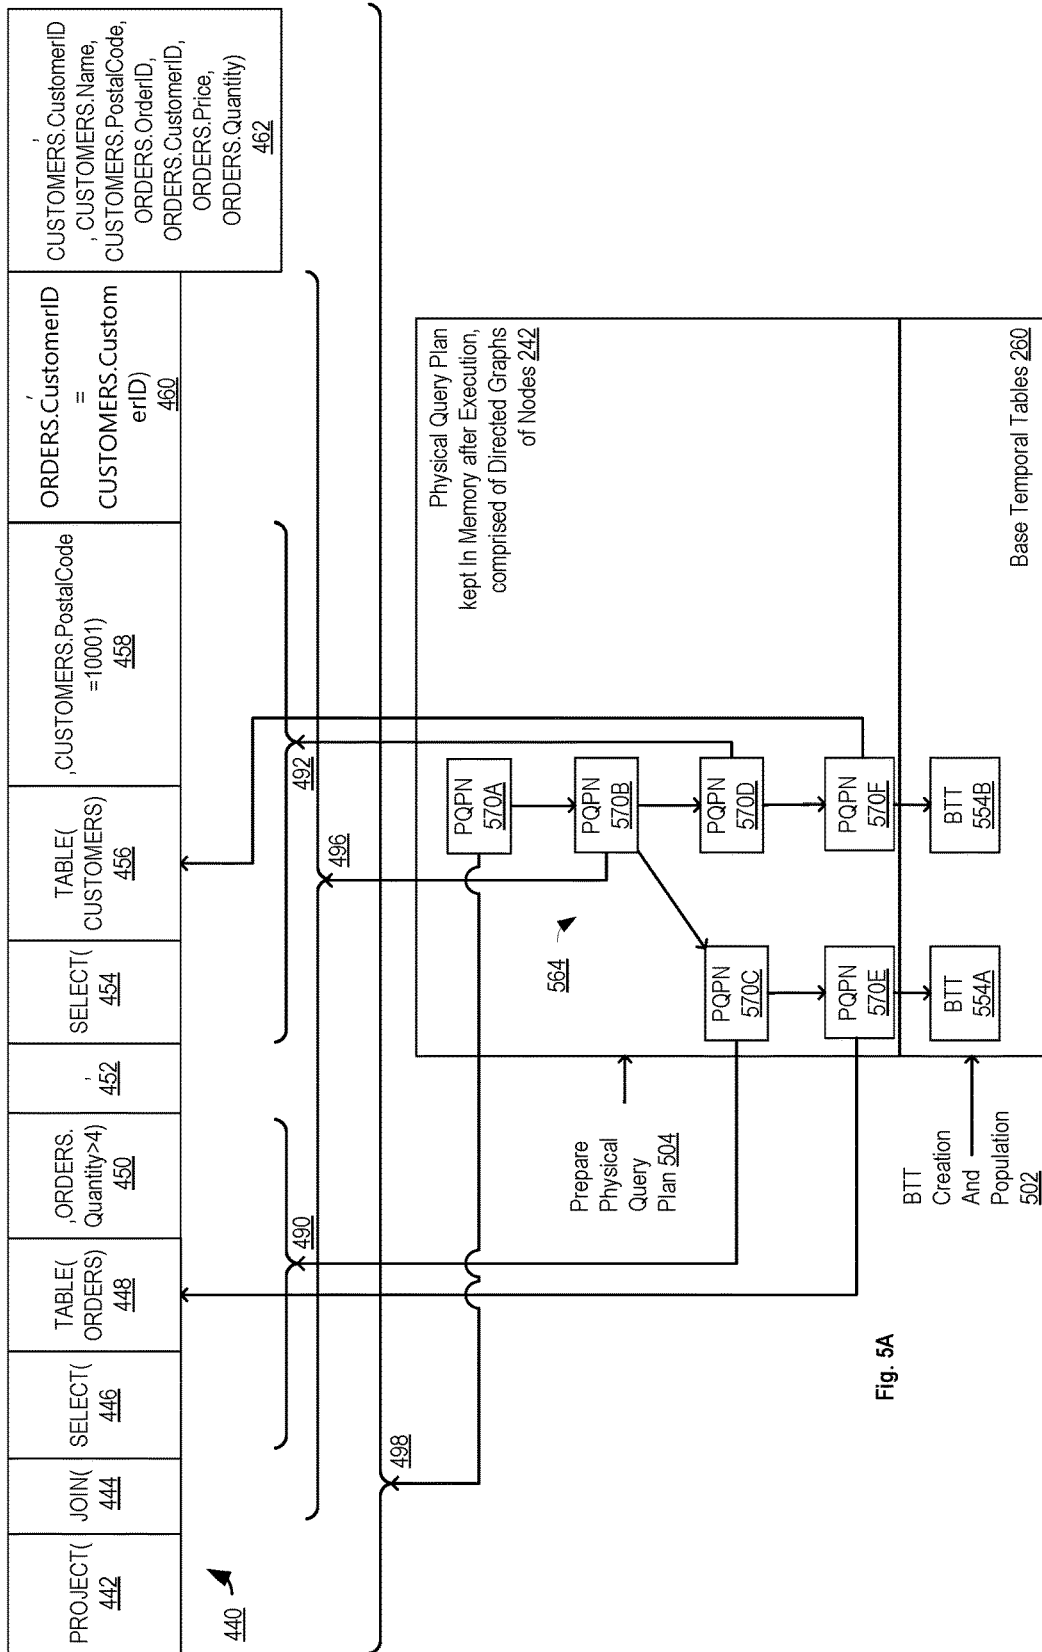 PROJECT(
442
JOIN(
444
SELECT(
446
TABLE(
ORDERS)
448
,ORDERS.
Quantity>4)
450
,
452
SELECT(
454
TABLE(
CUSTOMERS)
456
,CUSTOMERS.PostalCode
=10001)
458
,
ORDERS.CustomerID
=
CUSTOMERS.Custom
erID)
460
,
CUSTOMERS.CustomerID
, CUSTOMERS.Name,
CUSTOMERS.PostalCode,
ORDERS.OrderID,
ORDERS.CustomerID,
ORDERS.Price,
ORDERS.Quantity)
462
440
490
492
496
498
Physical Query Plan
kept In Memory after Execution,
comprised of Directed Graphs
of Nodes 242
PQPN
570A
PQPN
570B
564
PQPN
570C
PQPN
570D
PQPN
570E
PQPN
570F
Prepare
Physical
Query
Plan 504
BTT
554A
BTT
554B
Base Temporal Tables 260
BTT
Creation
And
Population
502
Fig. 5A